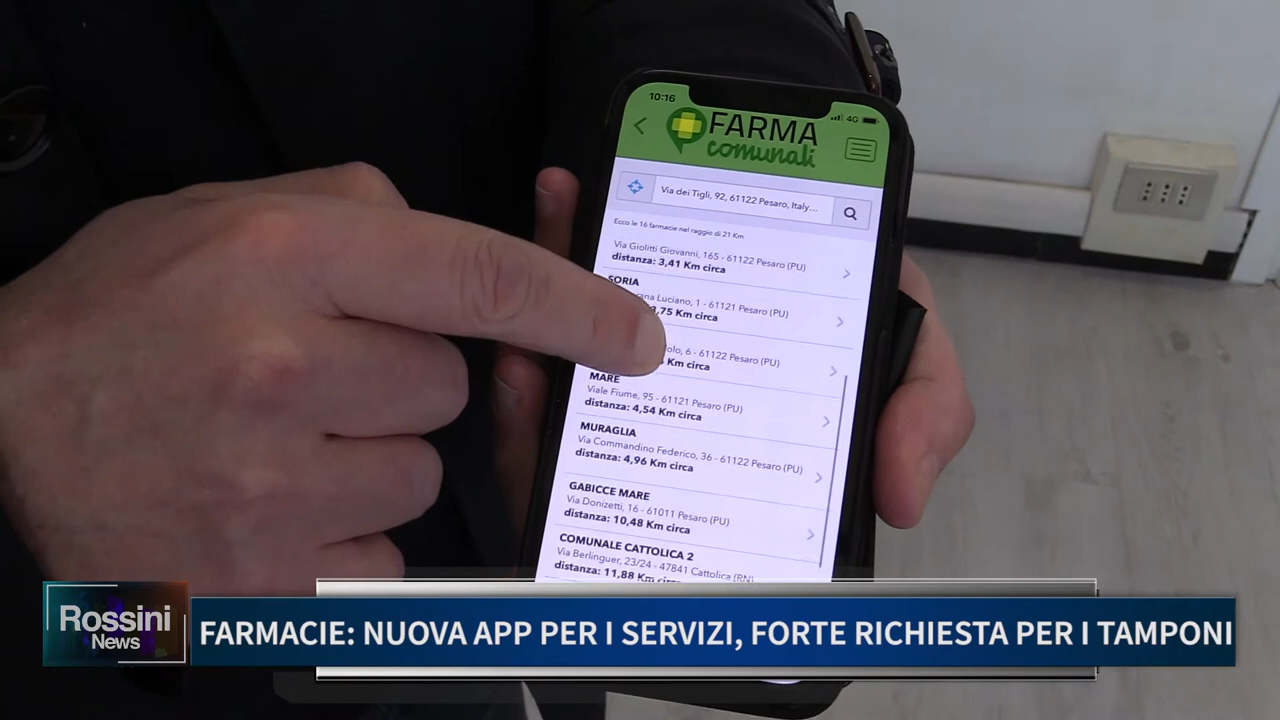 10:16
4G
FARMA
comunali
Via dei Tigli, 92, 61122 Pesaro, Italy...
Ecco le 16 farmacie nel raggio di 21 Km
Via Giolitti Giovanni, 165 - 61122 Pesaro (PU)
distanza: 3,41 Km circa
SORIA
Luciano, 1 - 61121 Pesaro (PU)
3,75 Km circa
6 - 61122 Pesaro (PU)
Km circa
MARE
Viale Fiume, 95 - 61121 Pesaro (PU)
distanza: 4,54 Km circa
MURAGLIA
Via Commandino Federico, 36 - 61122 Pesaro (PU)
distanza: 4,96 Km circa
GABICCE MARE
Via Donizetti, 16 - 61011 Pesaro (PU)
distanza: 10,48 Km circa
COMUNALE CATTOLICA 2
Via Berlinguer, 23/24 - 47841 Cattolica (RN)
distanza: 11,88 Km circa
Rossini
News
FARMACIE: NUOVA APP PER I SERVIZI, FORTE RICHIESTA PER I TAMPONI